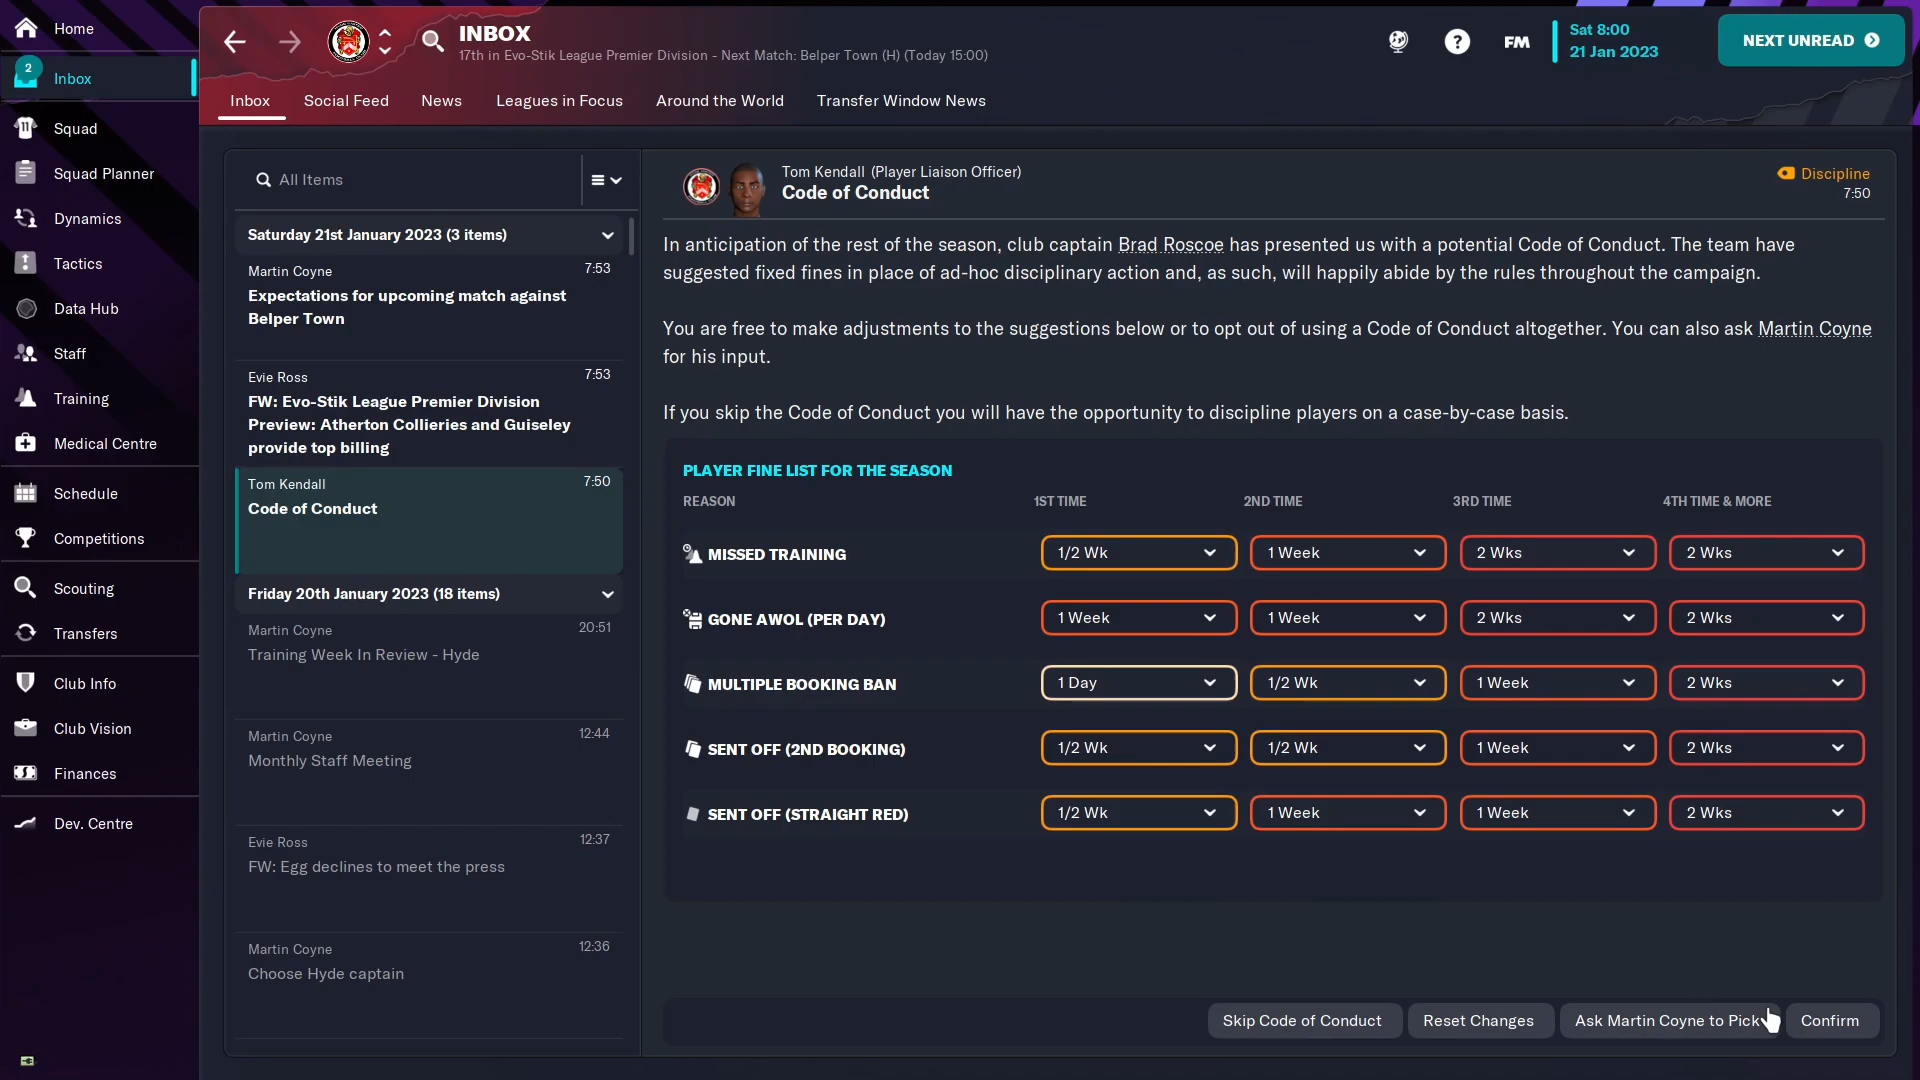 Home
2
Inbox
11
Squad
Squad Planner
Dynamics
Tactics
Data Hub
Staff
Training
Medical Centre
Schedule
Competitions
Scouting
Transfers
Club Info
Club Vision
Finances
Dev. Centre
INBOX
17th in Evo-Stik League Premier Division - Next Match: Belper Town (H) (Today 15:00)
?
FM
Sat 8:00
21 Jan 2023
NEXT UNREAD
Inbox
Social Feed
News
Leagues in Focus
Around the World
Transfer Window News
All Items
Saturday 21st January 2023 (3 items)
Martin Coyne
7:53
Expectations for upcoming match against
Belper Town
Evie Ross
7:53
FW: Evo-Stik League Premier Division
Preview: Atherton Collieries and Guiseley
provide top billing
Tom Kendall
7:50
Code of Conduct
Friday 20th January 2023 (18 items)
Martin Coyne
20:51
Training Week In Review - Hyde
Martin Coyne
12:44
Monthly Staff Meeting
Evie Ross
12:37
FW: Egg declines to meet the press
Martin Coyne
12:36
Choose Hyde captain
Tom Kendall (Player Liaison Officer)
Code of Conduct
Discipline
7:50
In anticipation of the rest of the season, club captain Brad Roscoe has presented us with a potential Code of Conduct. The team have
suggested fixed fines in place of ad-hoc disciplinary action and, as such, will happily abide by the rules throughout the campaign.
You are free to make adjustments to the suggestions below or to opt out of using a Code of Conduct altogether. You can also ask Martin Coyne
for his input.
If you skip the Code of Conduct you will have the opportunity to discipline players on a case-by-case basis.
PLAYER FINE LIST FOR THE SEASON
REASON 1ST TIME 2ND TIME 3RD TIME 4TH TIME & MORE
MISSED TRAINING 1/2 Wk 1 Week 2 Wks 2 Wks
GONE AWOL (PER DAY) 1 Week 1 Week 2 Wks 2 Wks
MULTIPLE BOOKING BAN 1 Day 1/2 Wk 1 Week 2 Wks
SENT OFF (2ND BOOKING) 1/2 Wk 1/2 Wk 1 Week 2 Wks
SENT OFF (STRAIGHT RED) 1/2 Wk 1 Week 1 Week 2 Wks
Skip Code of Conduct
Reset Changes
Ask Martin Coyne to Pick
Confirm